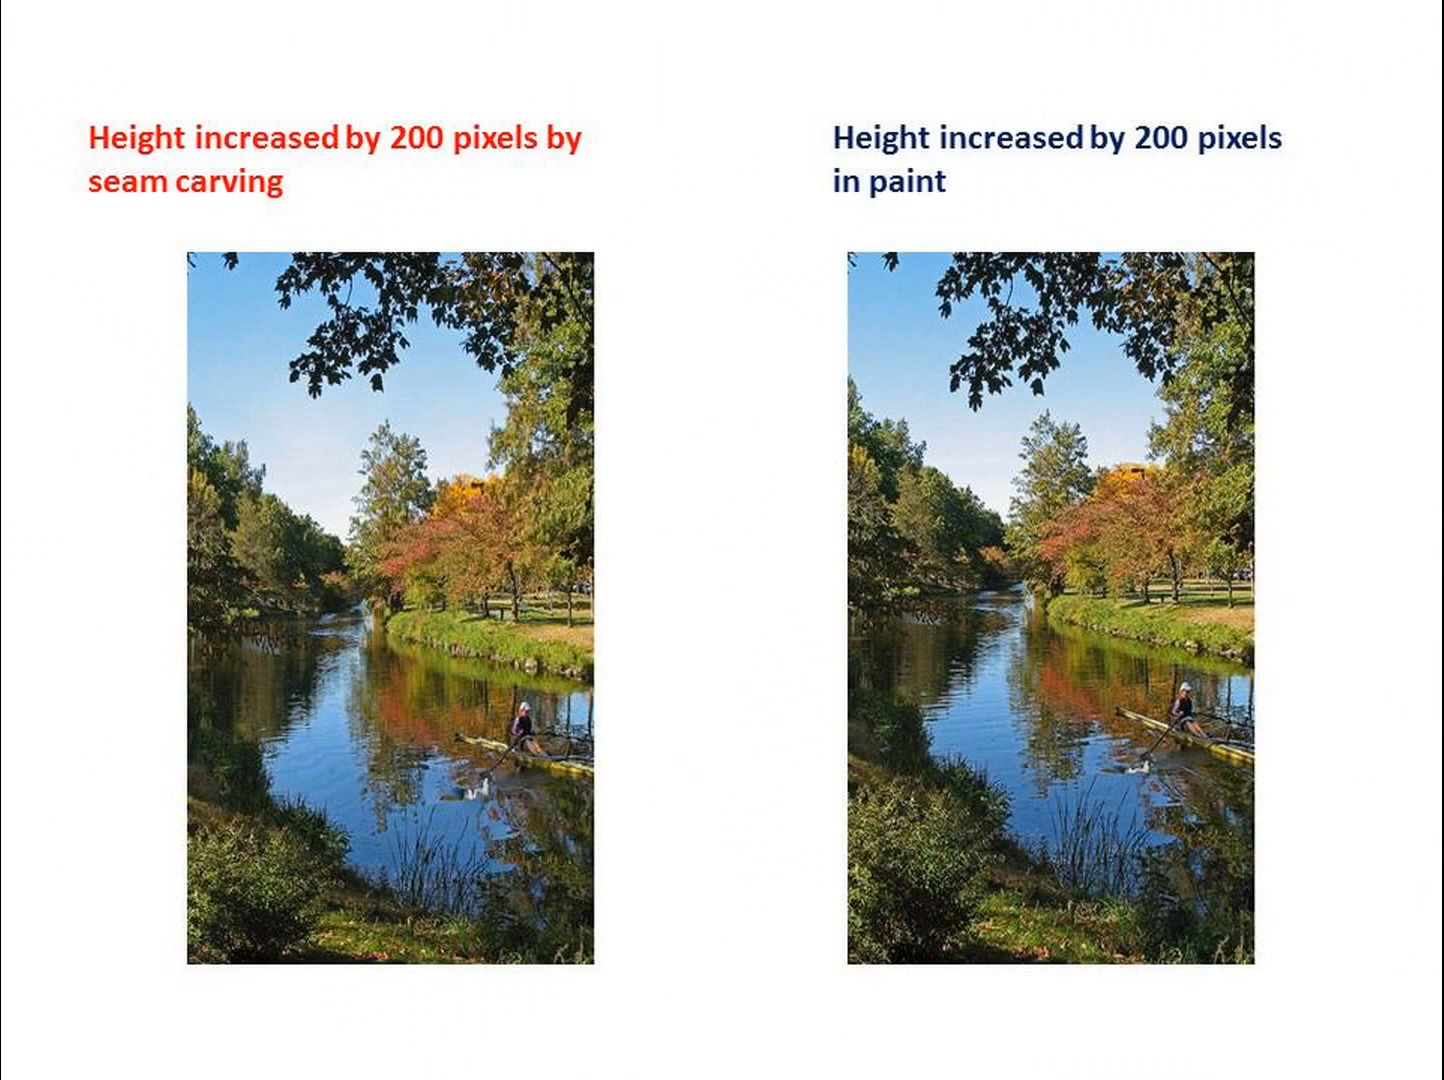 Height increased by 200 pixels by
seam carving
Height increased by 200 pixels
in paint